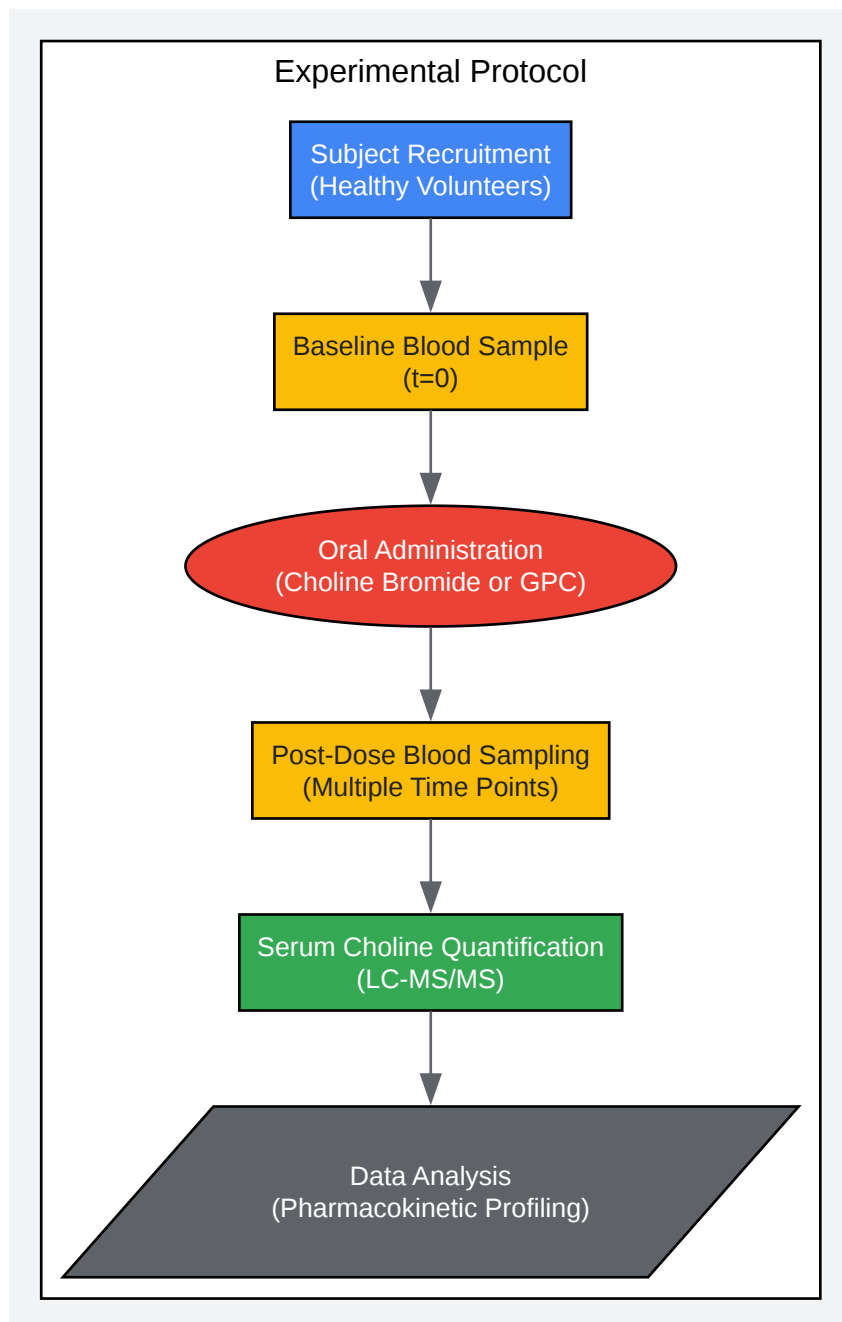 Experimental Protocol
Subject Recruitment
(Healthy Volunteers)
Baseline Blood Sample
(t=0)
Oral Administration
(Choline Bromide or GPC)
Post-Dose Blood Sampling
(Multiple Time Points)
Serum Choline Quantification
(LC-MS/MS)
Data Analysis
(Pharmacokinetic Profiling)